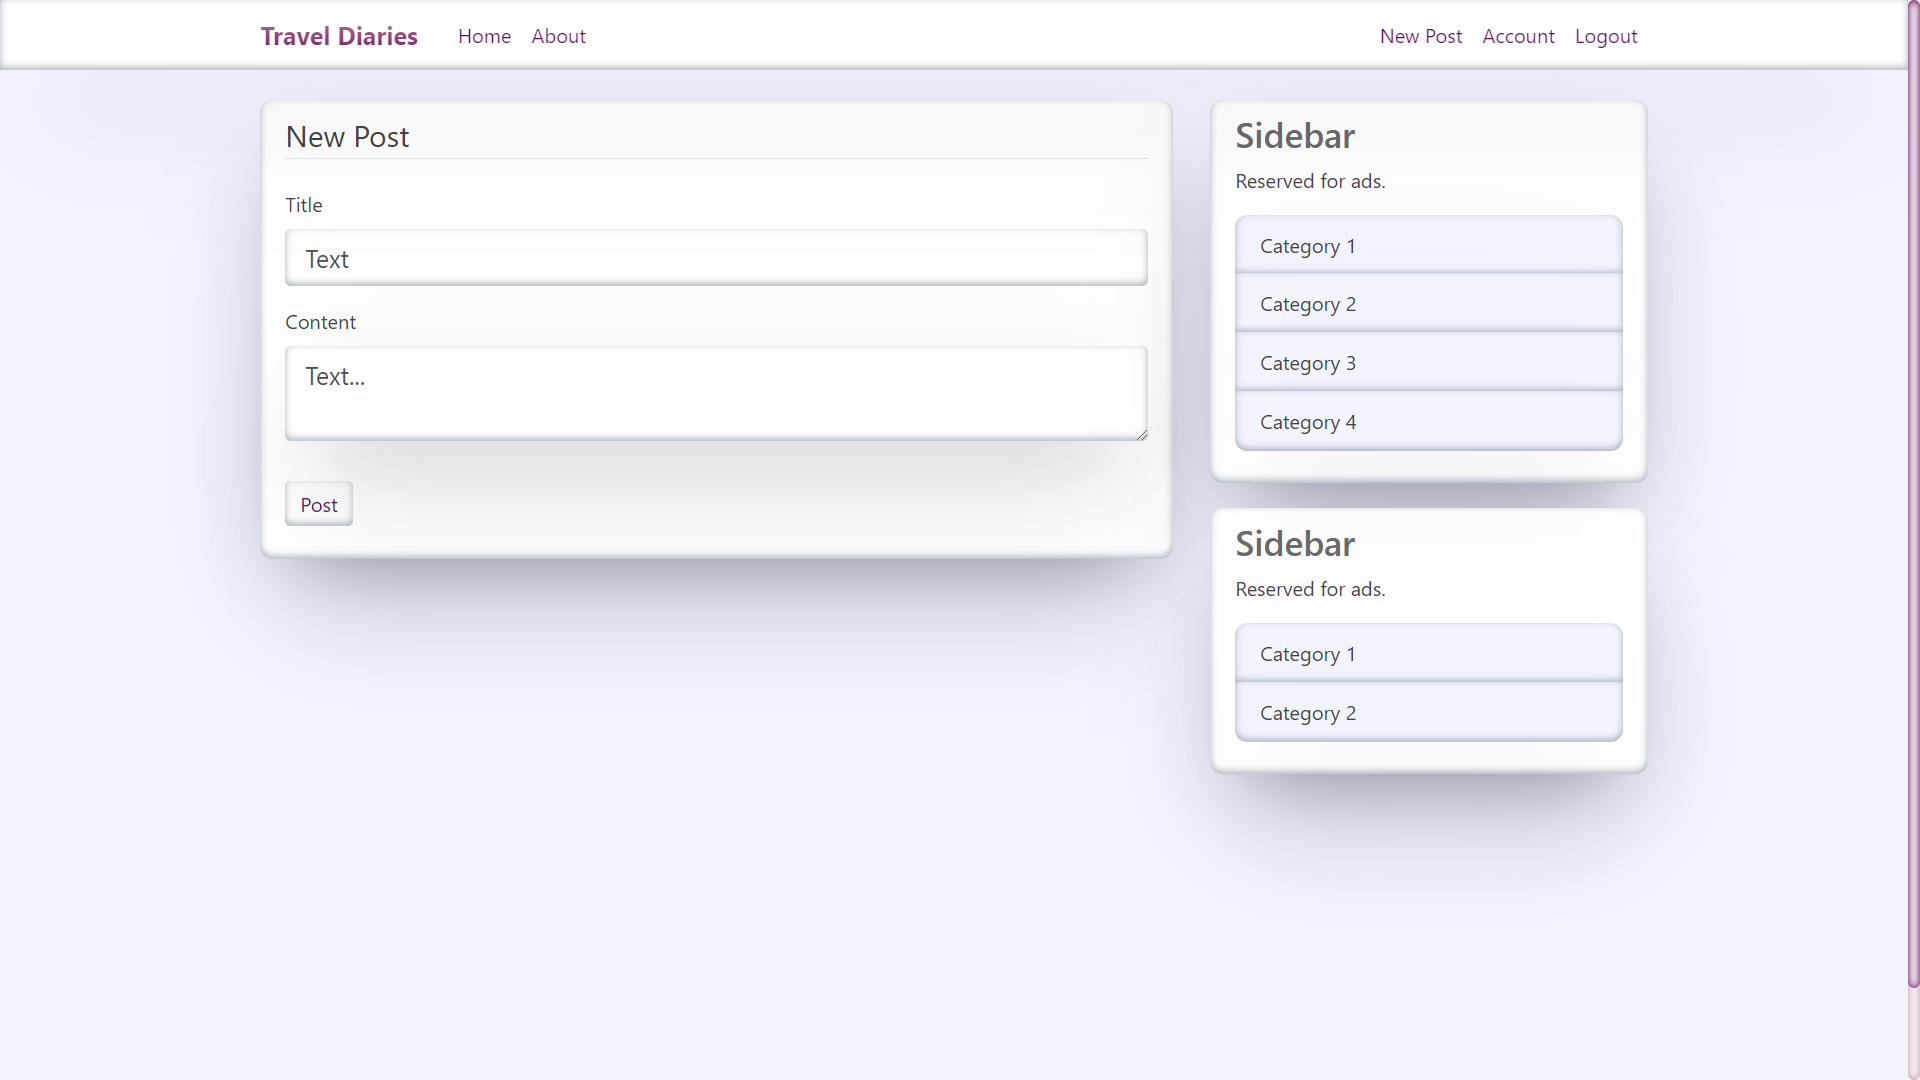 Travel Diaries
Home
About
New Post
Account
Logout
New Post
Title
Text
Content
Text...
Post
Sidebar
Reserved for ads.
Category 1
Category 2
Category 3
Category 4
Sidebar
Reserved for ads.
Category 1
Category 2